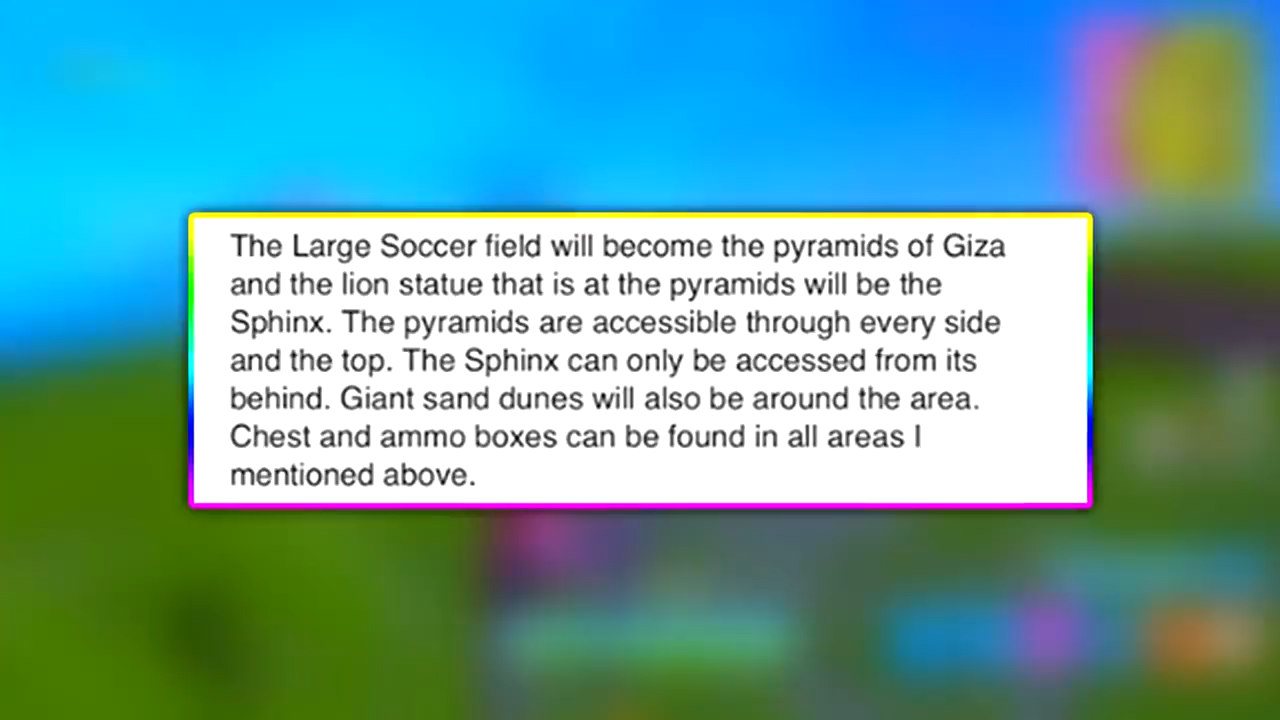 The Large Soccer field will become the pyramids of Giza
and the lion statue that is at the pyramids will be the
Sphinx. The pyramids are accessible through every side
and the top. The Sphinx can only be accessed from its
behind. Giant sand dunes will also be around the area.
Chest and ammo boxes can be found in all areas I
mentioned above.